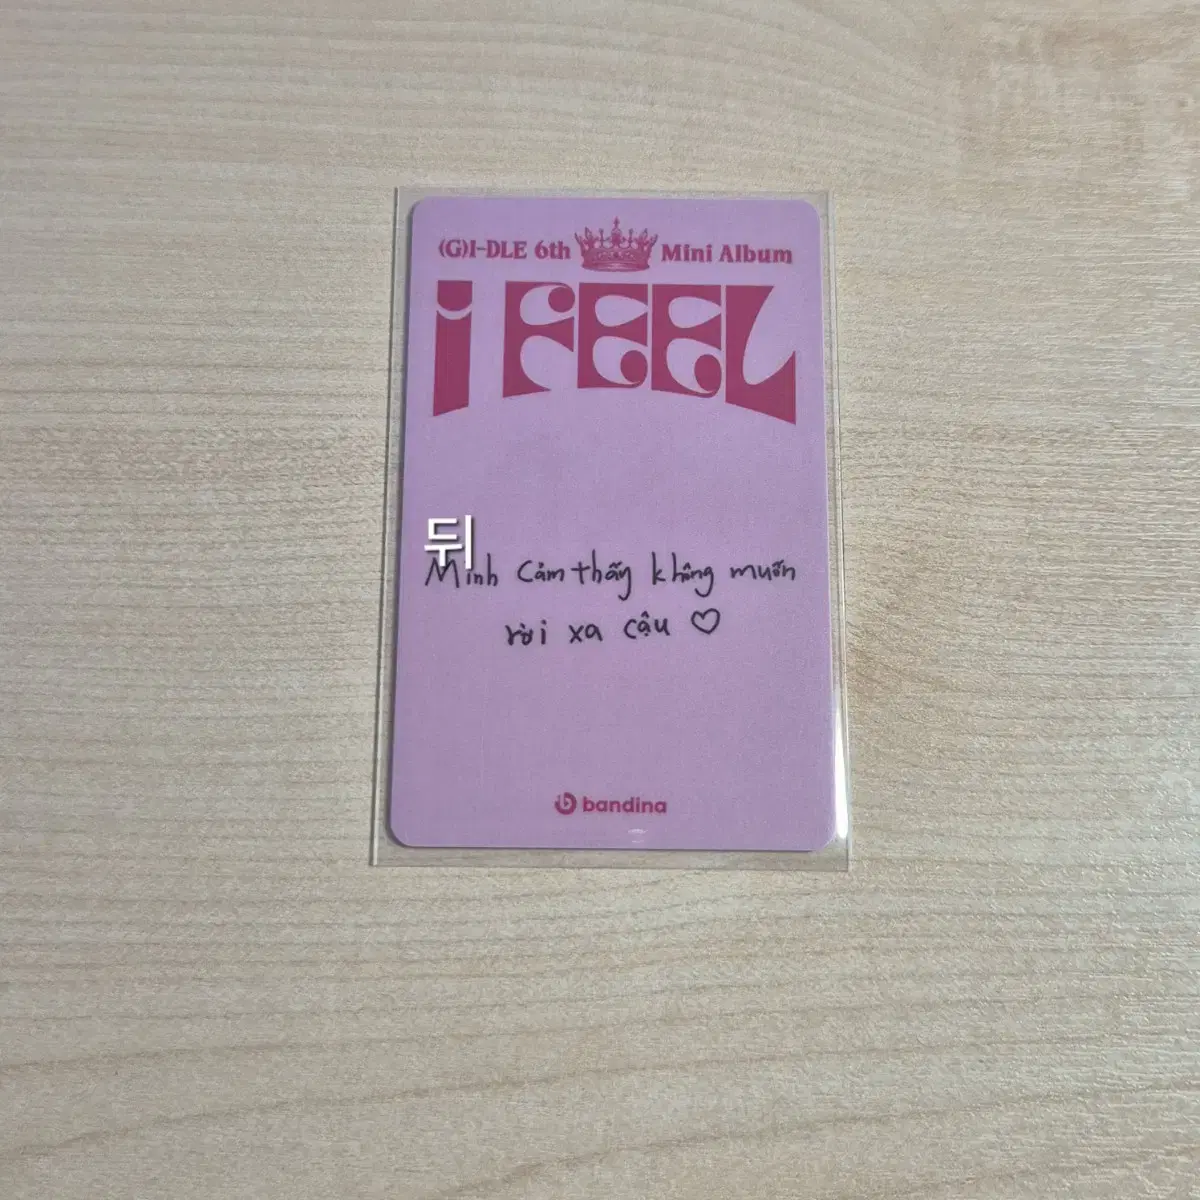 (G)I-DLE 6th Mini Album
i FEEL
뒤
Mình cảm thấy không muốn
rời xa cậu ♡
bandina